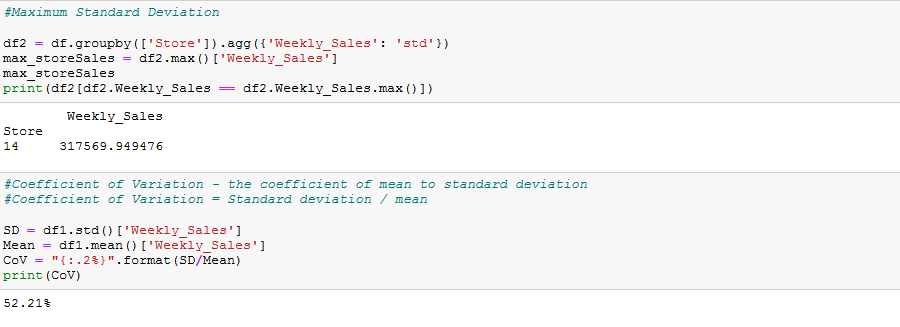 #Maximum Standard Deviation
df2 = df.groupby(['Store']).agg({'Weekly_Sales': 'std'})
max_storeSales = df2.max()['Weekly_Sales']
max_storeSales
print(df2[df2.Weekly_Sales == df2.Weekly_Sales.max()])
Weekly_Sales
Store
14 317569.949476
#Coefficient of Variation - the coefficient of mean to standard deviation
#Coefficient of Variation = Standard deviation / mean
SD = df1.std()['Weekly_Sales']
Mean = df1.mean()['Weekly_Sales']
CoV = "{:.2%}".format(SD/Mean)
print(CoV)
52.21%